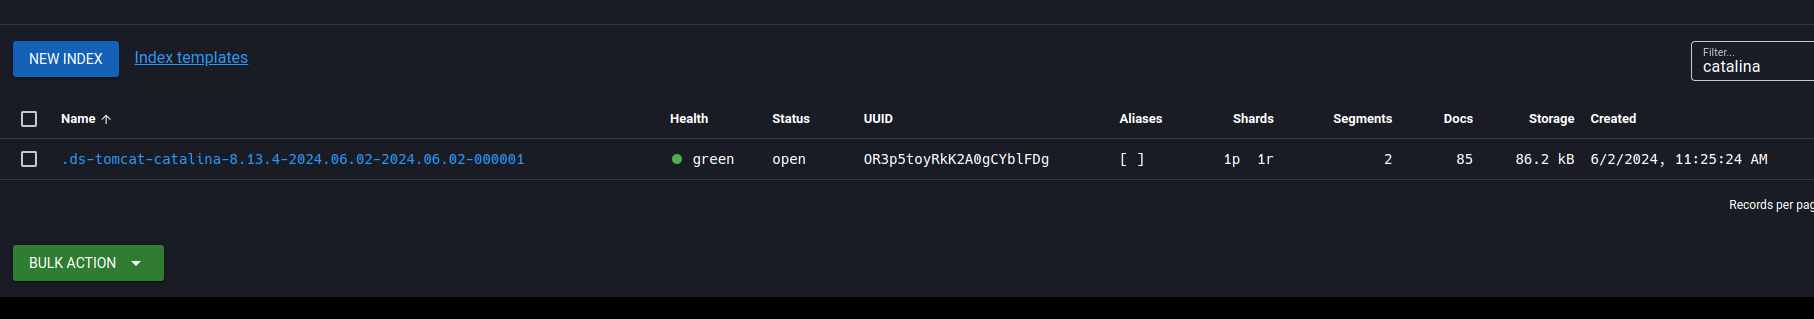 NEW INDEX Index templates Filter... catalina
Name ↑ Health Status UUID Aliases Shards Segments Docs Storage Created
.ds-tomcat-catalina-8.13.4-2024.06.02-2024.06.02-000001 green open OR3p5toyRkK2A0gCYblFDg [ ] 1p 1r 2 85 86.2 kB 6/2/2024, 11:25:24 AM
Records per pag
BULK ACTION